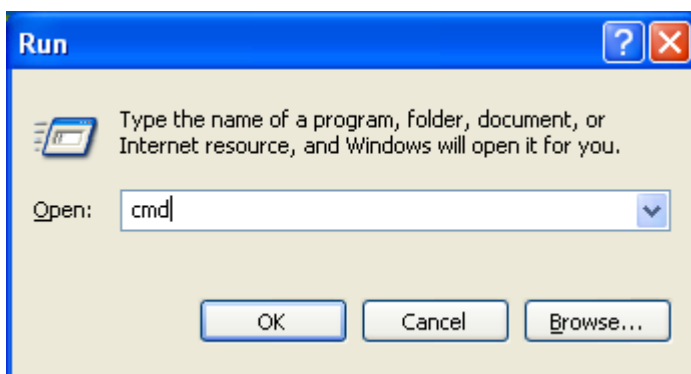 Run
Type the name of a program, folder, document, or
Internet resource, and Windows will open it for you.
Open: cmd
OK Cancel Browse...